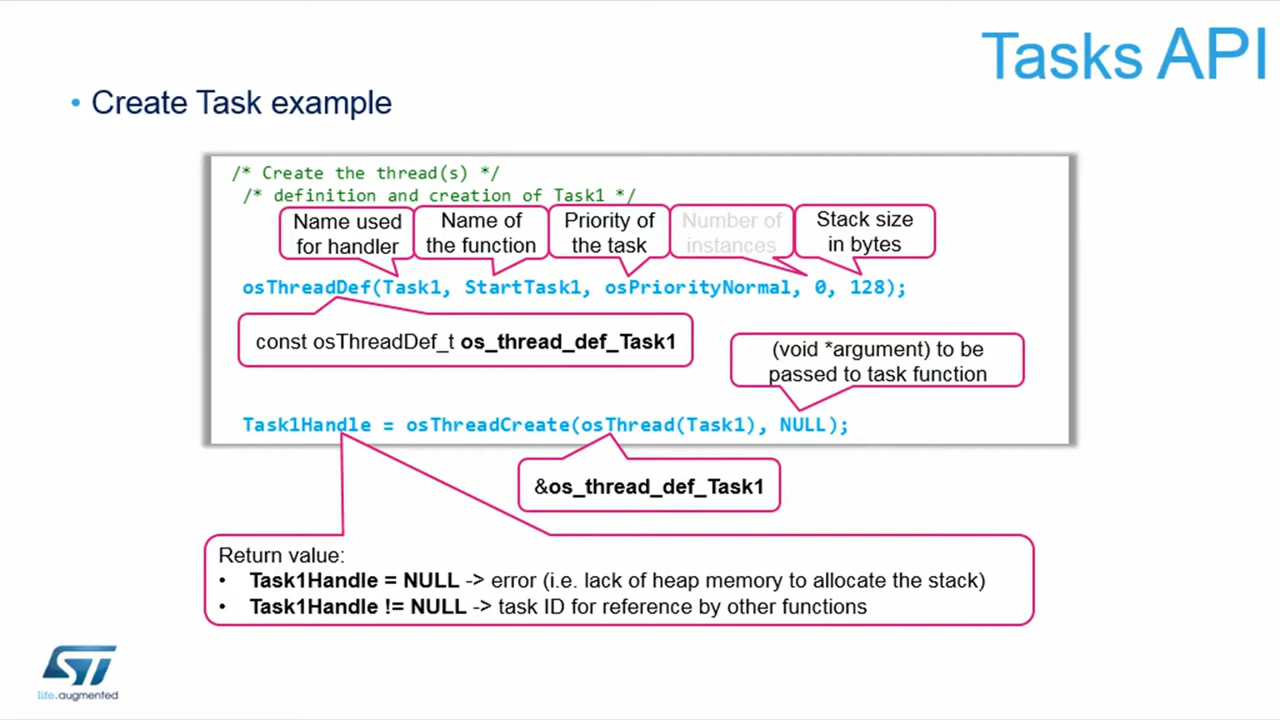 Tasks API
• Create Task example
/* Create the thread(s) */
/* definition and creation of Task1 */
Name used
for handler
Name of
the function
Priority of
the task
Number of
instances
Stack size
in bytes
osThreadDef(Task1, StartTask1, osPriorityNormal, 0, 128);
const osThreadDef_t os_thread_def_Task1
(void *argument) to be
passed to task function
Task1Handle = osThreadCreate(osThread(Task1), NULL);
&os_thread_def_Task1
Return value:
• Task1Handle = NULL -> error (i.e. lack of heap memory to allocate the stack)
• Task1Handle != NULL -> task ID for reference by other functions
ST
life.augmented